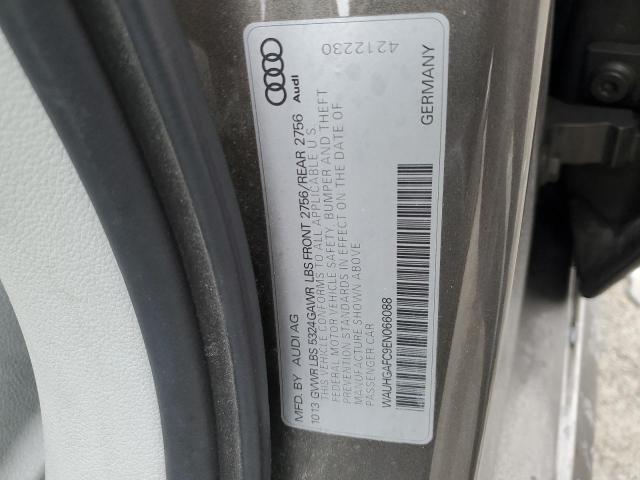 MFD. BY AUDI AG
1013 GVWR LBS 5324 GAWR LBS FRONT 2756/REAR 2756
THIS VEHICLE CONFORMS TO ALL APPLICABLE U S
FEDERAL MOTOR VEHICLE SAFETY, BUMPER AND THEFT
PREVENTION STANDARDS IN EFFECT ON THE DATE OF
MANUFACTURE SHOWN ABOVE
PASSENGER CAR
WAUHGAFC9EN066088
Audi
4212230
GERMANY